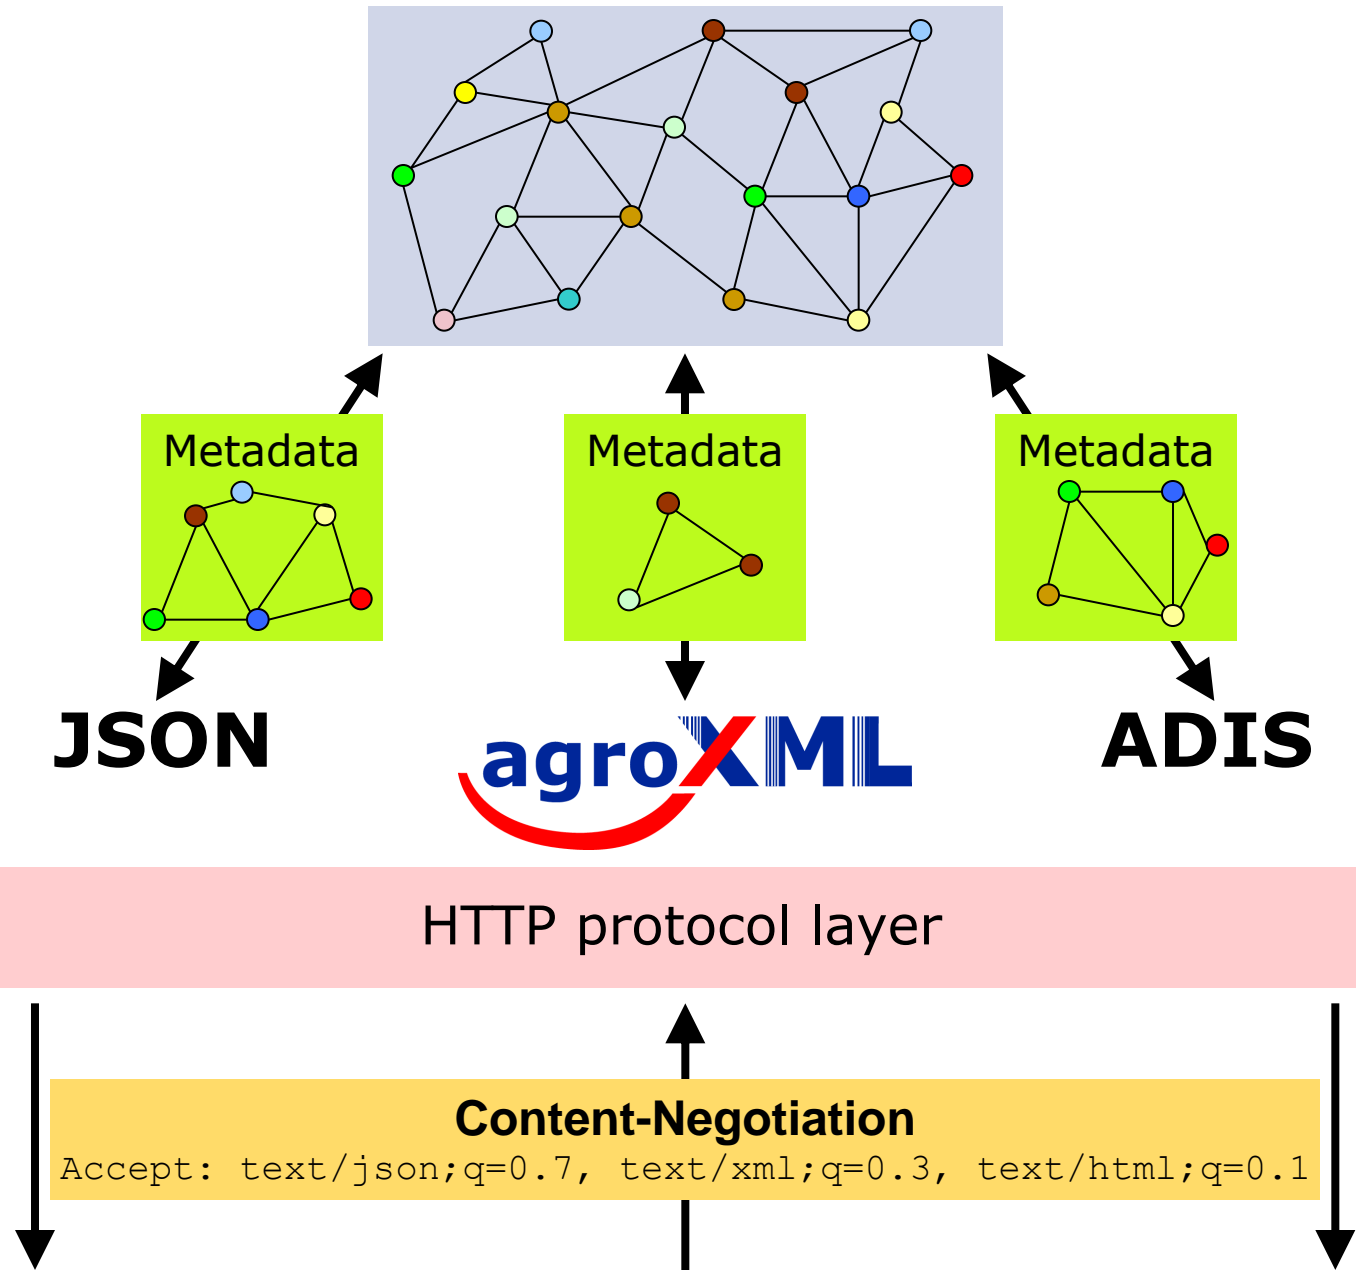 Metadata
Metadata
Metadata
JSON
agroXML
ADIS
HTTP protocol layer
Content-Negotiation
Accept: text/json;q=0.7, text/xml;q=0.3, text/html;q=0.1